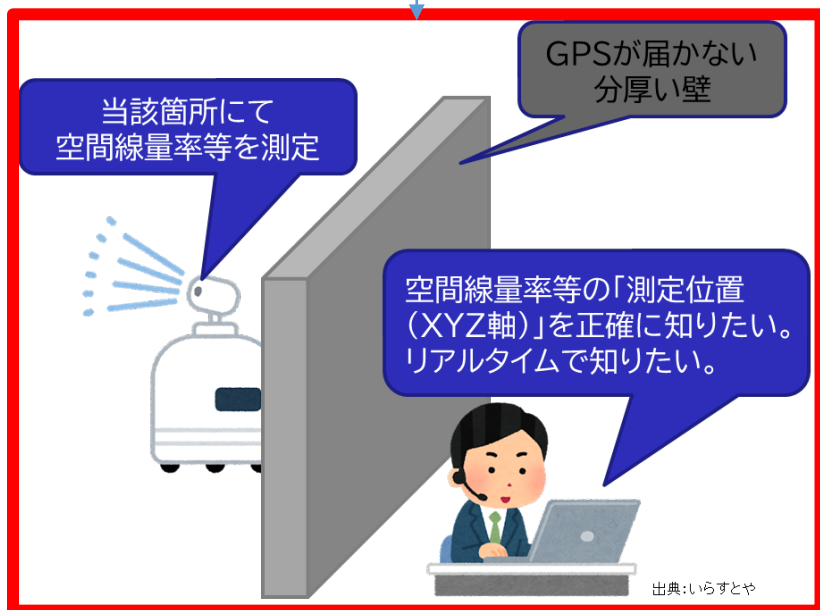 GPSが届かない
分厚い壁
当該箇所にて
空間線量率等を測定
空間線量率等の「測定位置
（XYZ軸）」を正確に知りたい。
リアルタイムで知りたい。
出典：いらすとや